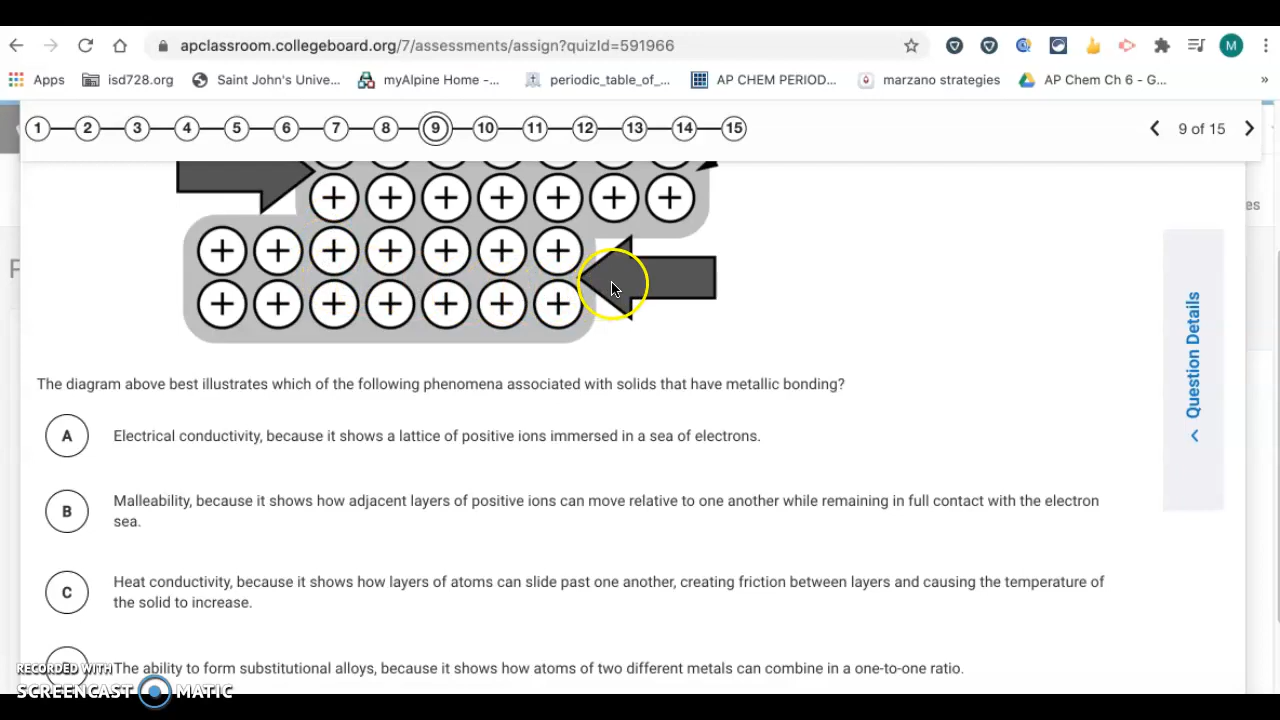 apclassroom.collegeboard.org/7/assessments/assign?quizId=591966
M
Apps isd728.org Saint John's Unive... myAlpine Home -... periodic_table_of_... AP CHEM PERIOD... marzano strategies AP Chem Ch 6 - G... »
1 2 3 4 5 6 7 8 9 10 11 12 13 14 15 9 of 15
es
+ + + + + + +
+ + + + + + +
+ + + + + + +
The diagram above best illustrates which of the following phenomena associated with solids that have metallic bonding?
A Electrical conductivity, because it shows a lattice of positive ions immersed in a sea of electrons.
B Malleability, because it shows how adjacent layers of positive ions can move relative to one another while remaining in full contact with the electron
sea.
C Heat conductivity, because it shows how layers of atoms can slide past one another, creating friction between layers and causing the temperature of
the solid to increase.
The ability to form substitutional alloys, because it shows how atoms of two different metals can combine in a one-to-one ratio.
Question Details
RECORDED WITH
SCREENCAST MATIC